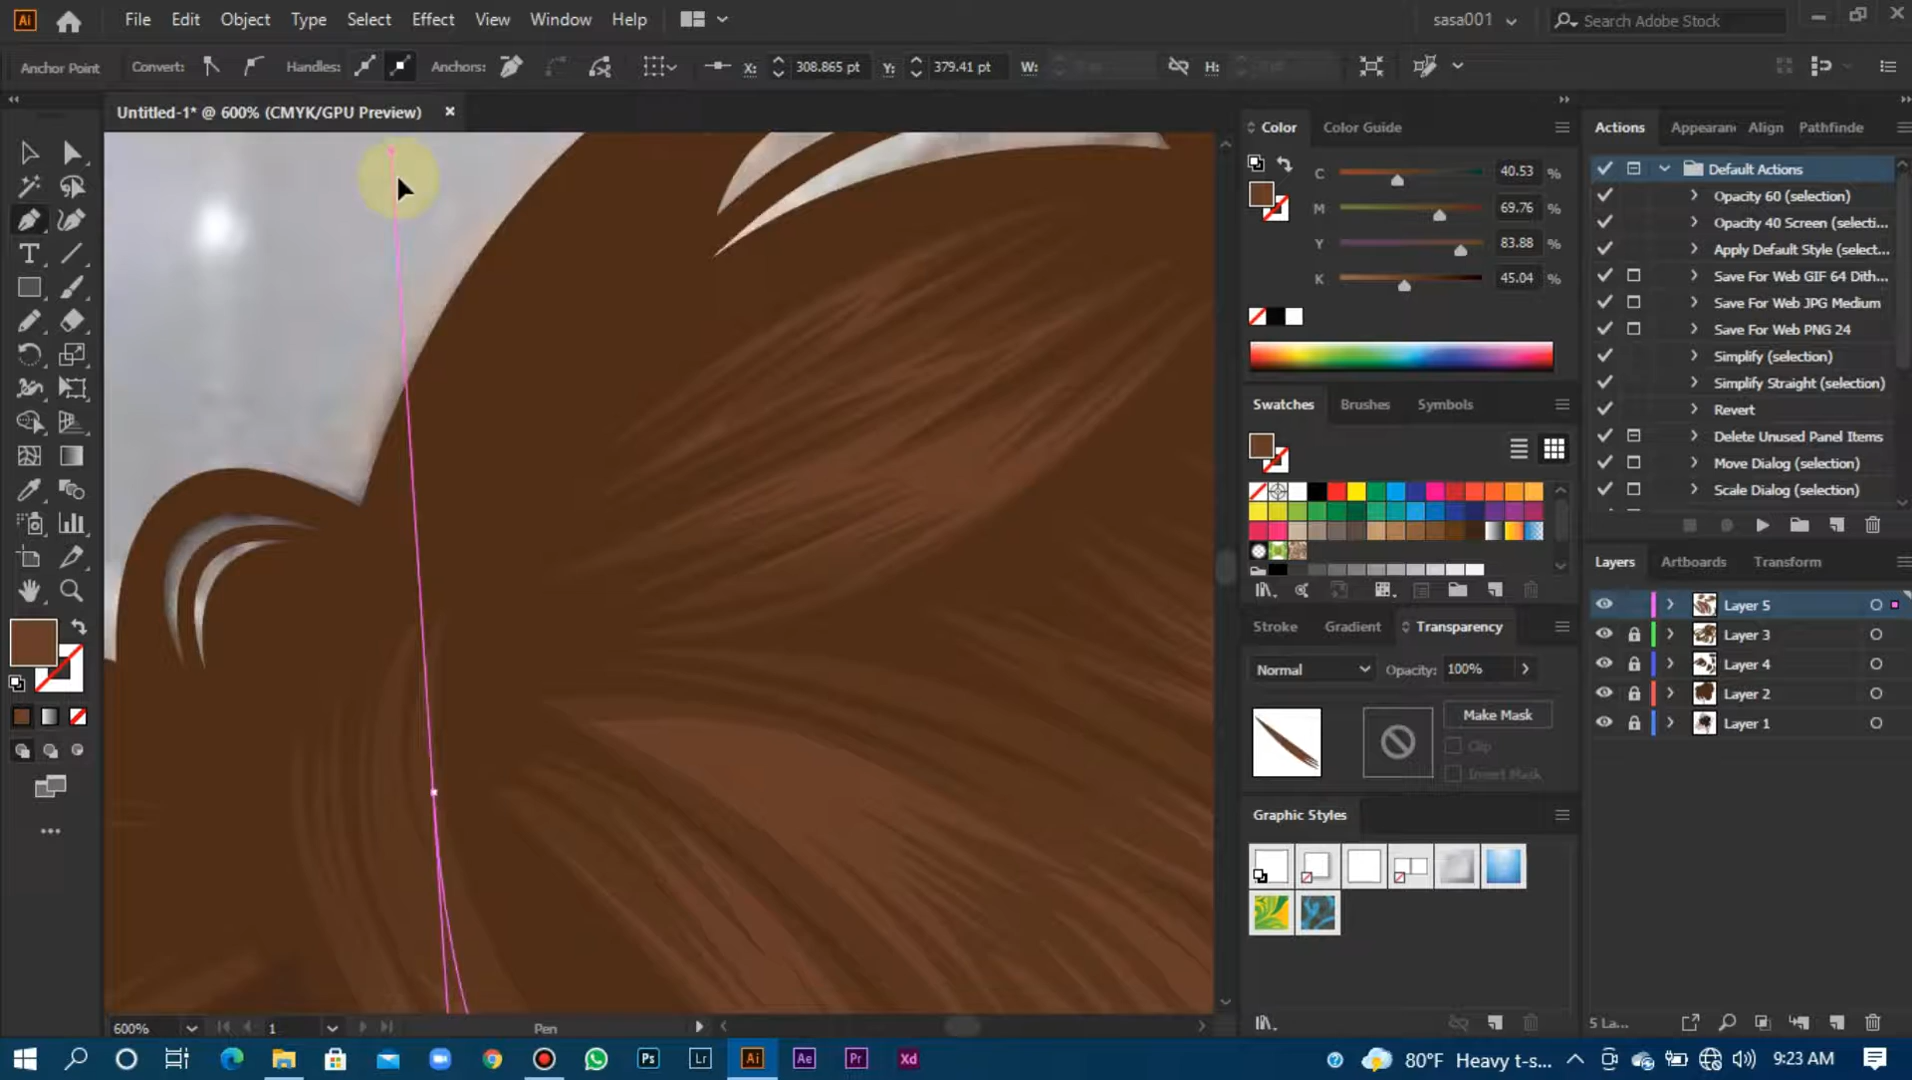 Ai File Edit Object Type Select Effect View Window Help sasa001 Search Adobe Stock
Anchor Point Convert: Handles: Anchors: X: 308.865 pt Y: 379.41 pt W: H:
Untitled-1* @ 600% (CMYK/GPU Preview) ×
Color Color Guide
C 40.53 %
M 69.76 %
Y 83.88 %
K 45.04 %
Swatches Brushes Symbols
Stroke Gradient Transparency
Normal Opacity: 100%
Make Mask
Clip
Invert Mask
Graphic Styles
Actions Appearan Align Pathfinde
Default Actions
Opacity 60 (selection)
Opacity 40 Screen (selecti...
Apply Default Style (select...
Save For Web GIF 64 Dith...
Save For Web JPG Medium
Save For Web PNG 24
Simplify (selection)
Simplify Straight (selection)
Revert
Delete Unused Panel Items
Move Dialog (selection)
Scale Dialog (selection)
Layers Artboards Transform
Layer 5
Layer 3
Layer 4
Layer 2
Layer 1
5 La...
600% 1 Pen
Ps Lr Ai Ae Pr Xd 80°F Heavy t-s... 9:23 AM